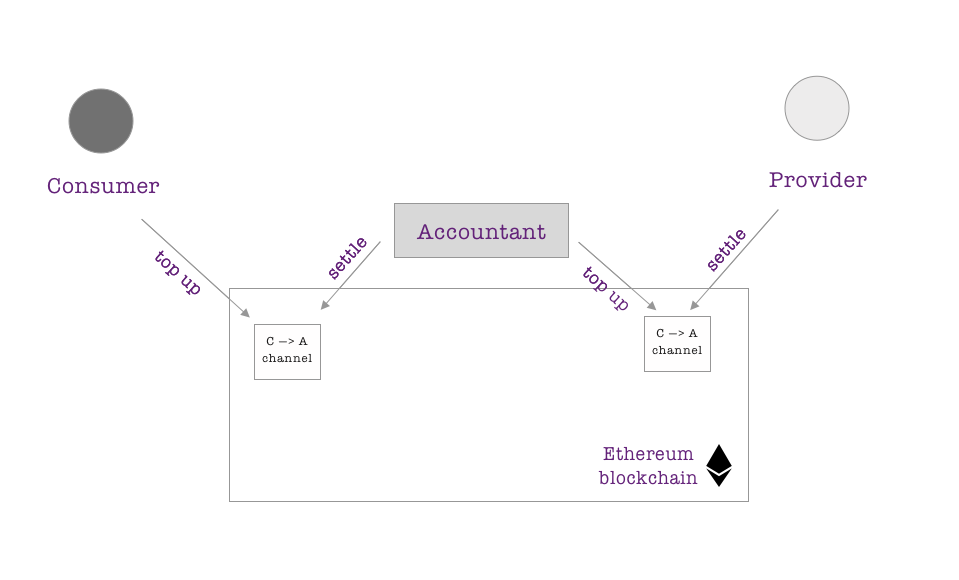 Consumer
Provider
Accountant
top up
settle
top up
settle
C —> A
channel
C —> A
channel
Ethereum
blockchain